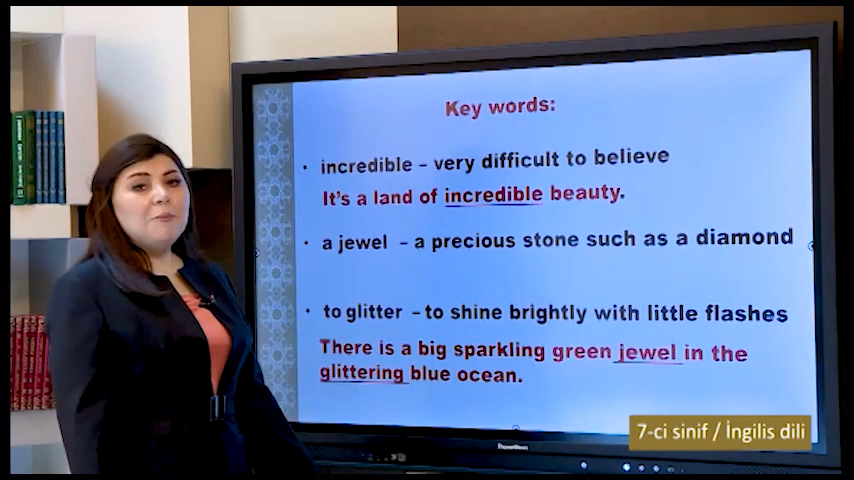 Key words:
• incredible – very difficult to believe
It's a land of incredible beauty.
• a jewel – a precious stone such as a diamond
• to glitter – to shine brightly with little flashes
There is a big sparkling green jewel in the
glittering blue ocean.
7-ci sinif / İngilis dili
Promethean